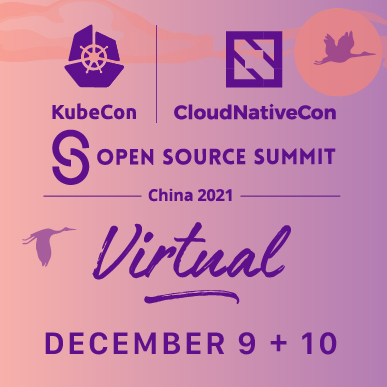 KubeCon
CloudNativeCon
OPEN SOURCE SUMMIT
China 2021
Virtual
DECEMBER 9 + 10